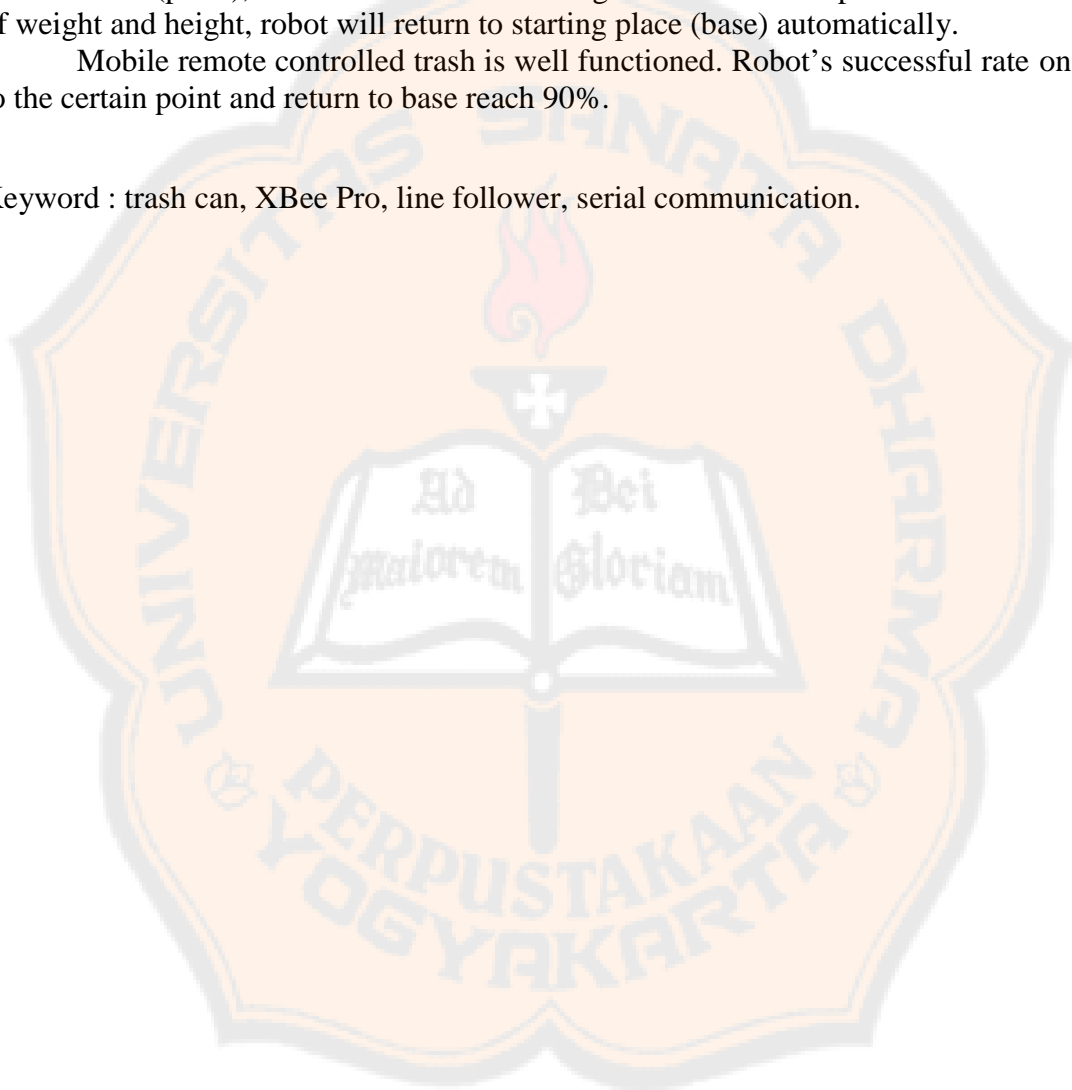 (point),
f weight and height, robot will return to starting place (base) automatically.
Mobile remote controlled trash is well functioned. Robot's successful rate on
o the certain point and return to base reach 90%.
Keyword : trash can, XBee Pro, line follower, serial communication.
UNIVERSITAS SANATA DHARMA
Ad Dei
Maiorem Gloriam
PERPUSTAKAAN
YOGYAKARTA